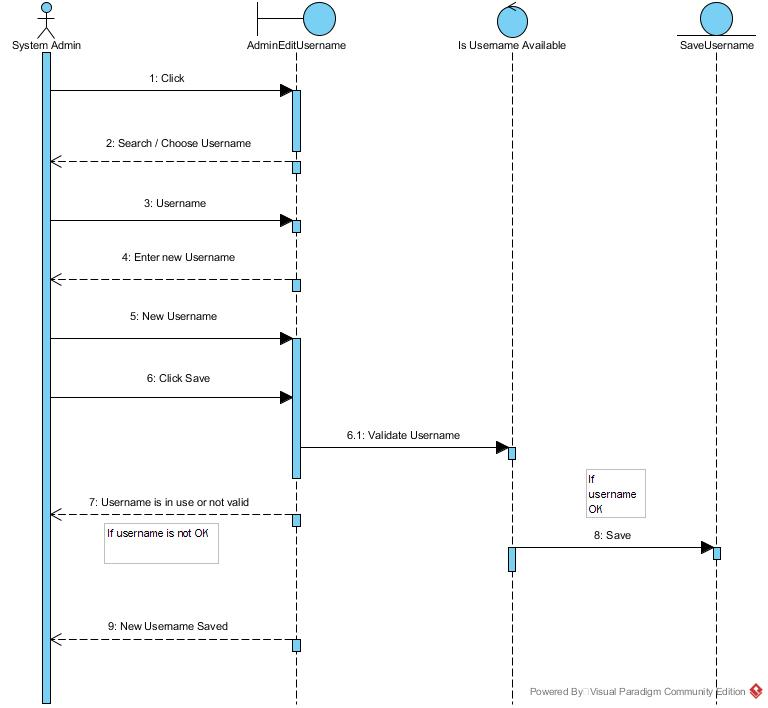 System Admin
AdminEditUsername
Is Username Available
SaveUsername
1: Click
2: Search / Choose Username
3: Username
4: Enter new Username
5: New Username
6: Click Save
6.1: Validate Username
If
username
OK
7: Username is in use or not valid
If username is not OK
8: Save
9: New Username Saved
Powered By Visual Paradigm Community Edition